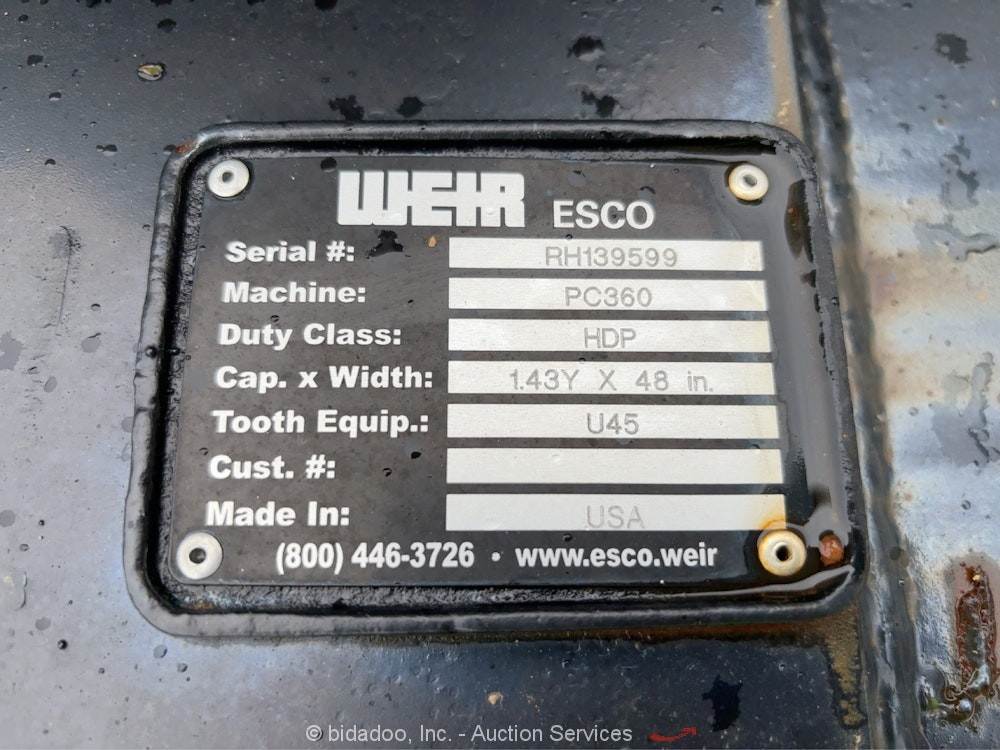 WEIR ESCO
Serial #: RH139599
Machine: PC360
Duty Class: HDP
Cap. x Width: 1.43Y X 48 in.
Tooth Equip.: U45
Cust. #:
Made In: USA
(800) 446-3726 · www.esco.weir
© bidadoo, Inc. - Auction Services